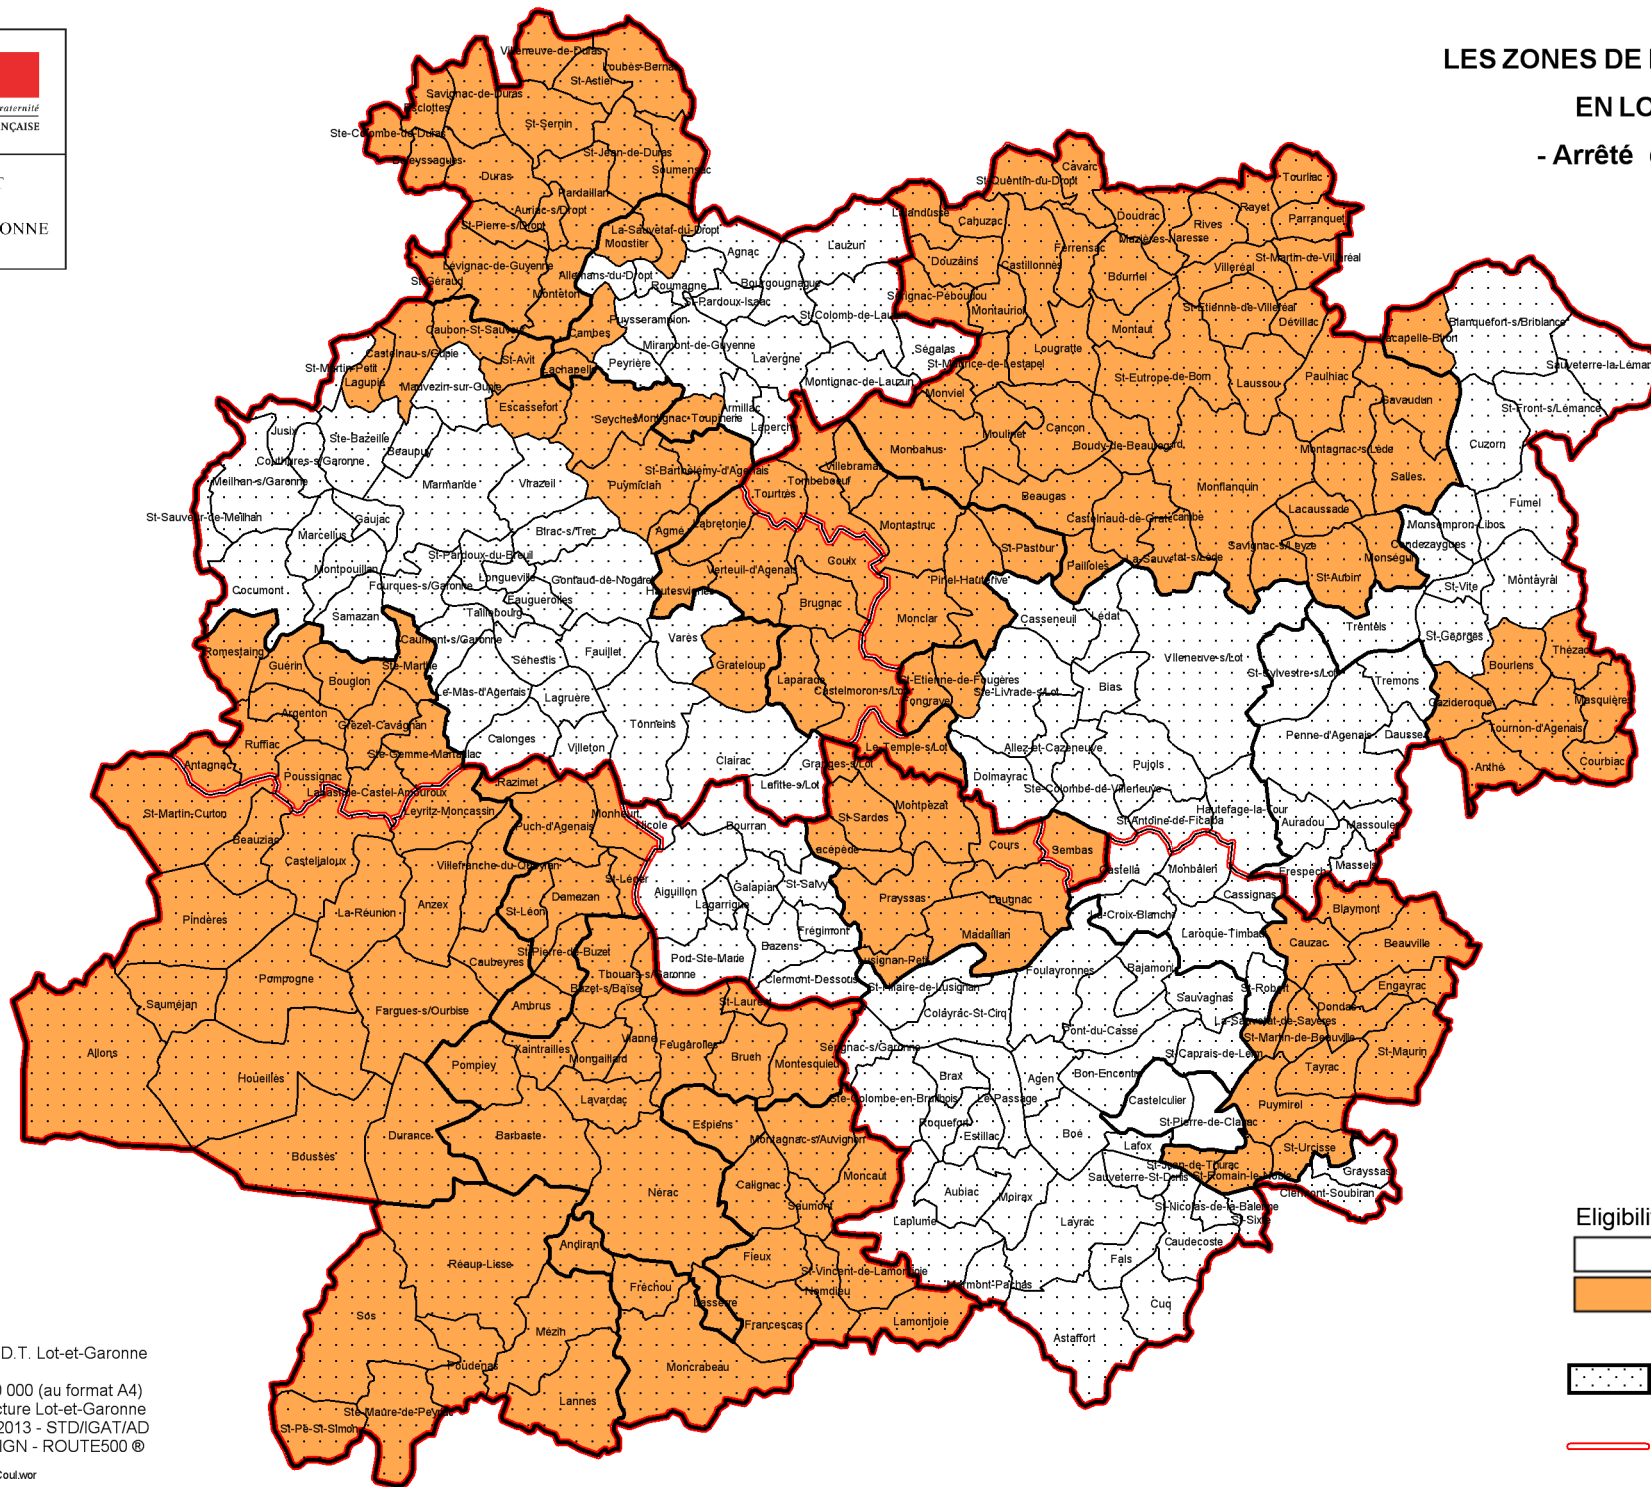 LES ZONES DE
EN LO
- Arrêté
raternité
NÇAISE
ONNE
Villeneuve-de-Duras
Loubès-Bernac
St-Astier
Savignac-de-Duras
Esclottes
St-Sernin
Ste-Colombe-de-Duras
Baleyssagues
St-Jean-de-Duras
Soumensac
Duras
Pardaillan
Auriac-s/Dropt
St-Pierre-s/Dropt
La-Sauvetat-du-Dropt
Moustier
Agnac
Lauzun
Lévignac-de-Guyenne
Allemans-du-Dropt
St-Géraud
Monteton
Roumagne
Bourgougnague
St-Pardoux-Isaac
St-Colomb-de-Lauzun
Puysserampion
Cambes
Caubon-St-Sauveur
Miramont-de-Guyenne
Lavergne
Ségalas
Castelnau-s/Gupie
St-Avit
Peyrière
Lachapelle
St-Martin-Petit
Lagupie
Mauvezin-sur-Gupie
Montignac-de-Lauzun
Escassefort
Seyches
Montignac-Toupinerie
Armillac
Laperche
Lalandusse
Cahuzac
St-Quentin-du-Dropt
Cavarc
Tourliac
Doudrac
Rives
Rayet
Parranquet
Mazières-Naresse
Ferrensac
Douzains
Castillonnès
Bournel
Villeréal
St-Martin-de-Villeréal
Sérignac-Péboudou
Montauriol
St-Etienne-de-Villeréal
Dévillac
Montaut
Lougratte
St-Maurice-de-Lestapel
St-Eutrope-de-Born
Laussou
Paulhiac
Gavaudun
Lacapelle-Biron
Blanquefort-s/Briolance
Sauveterre-la-Léman
St-Front-s/Lémance
Cuzorn
Monviel
Moulinet
Cancon
Boudy-de-Beauregard
Monbahus
Montagnac-s/Lède
Salles
Fumel
Beaugas
Monflanquin
Lacaussade
Castelnaud-de-Gratecambe
Monsempron-Libos
Condezaygues
Savignac-s/Leyze
Monségur
La-Sauvetat-s/Lède
Pailloles
St-Aubin
St-Vite
Montayral
Jusix
Ste-Bazeille
Beaupuy
Couthures-s/Garonne
Meilhan-s/Garonne
Marmande
Virazeil
St-Sauveur-de-Meilhan
Gaujac
Marcellus
Birac-s/Trec
St-Pardoux-du-Breuil
Montpouillan
Fourques-s/Garonne
Longueville
Gontaud-de-Nogaret
Fauguerolles
Cocumont
Samazan
Taillebourg
Caumont-s/Garonne
St-Barthélemy-d'Agenais
Puymiclan
Tourtrès
Tombeboeuf
Villebramar
Agmé
Labretonie
Montastruc
Verteuil-d'Agenais
Gouix
St-Pastour
Pinel-Hauterive
Hautesvignes
Brugnac
Monclar
Casseneuil
Lédat
Trentels
St-Georges
Varès
Grateloup
Laparade
Castelmoron-s/Lot
St-Etienne-de-Fougères
Fongrave
Ste-Livrade-s/Lot
Villeneuve-s/Lot
Bias
St-Sylvestre-s/Lot
Tremons
Bourlens
Thézac
Masquières
Cazideroque
Tournon-d'Agenais
Penne-d'Agenais
Dausse
Anthé
Courbiac
Romestaing
Guérin
Bouglon
Ste-Marthe
Argenton
Grézet-Cavagnan
Ruffiac
Ste-Gemme-Martaillac
Antagnac
Poussignac
Labastide-Castel-Amouroux
Le-Mas-d'Agenais
Sénestis
Fauillet
Lagruère
Calonges
Villeton
Tonneins
Clairac
Granges-s/Lot
Lafitte-s/Lot
Le-Temple-s/Lot
Allez-et-Cazeneuve
Dolmayrac
Pujols
Ste-Colombe-de-Villeneuve
Hautefage-la-Tour
St-Antoine-de-Ficalba
Auradou
Massoules
Massels
Frespech
St-Martin-Curton
Beauziac
Casteljaloux
Leyritz-Moncassin
Razimet
Puch-d'Agenais
Monheurt
Nicole
Bourran
Montpezat
St-Sardos
Lacépède
Cours
Sembas
Castella
Monbalen
Cassignas
Villefranche-du-Queyran
St-Léger
Damazan
St-Léon
Aiguillon
Galapian
St-Salvy
Lagarrigue
Frégimont
Bazens
Port-Ste-Marie
Clermont-Dessous
Prayssas
Laugnac
Madaillan
Lusignan-Petit
La-Croix-Blanche
Laroque-Timbaut
Blaymont
Cauzac
Beauville
Pindères
La-Réunion
Anzex
Caubeyres
St-Pierre-de-Buzet
Thouars-s/Garonne
Buzet-s/Baïse
Pompogne
Sauméjan
Fargues-s/Ourbise
Ambrus
St-Laurent
St-Hilaire-de-Lusignan
Foulayronnes
Bajamont
Sauvagnas
St-Robert
Engayrac
Dondas
La-Sauvetat-de-Savères
St-Martin-de-Beauville
St-Maurin
Tayrac
Colayrac-St-Cirq
Pont-du-Casse
St-Caprais-de-Lerm
Allons
Houeillès
Pompiey
Xaintrailles
Vianne
Feugarolles
Mongaillard
Bruch
Montesquieu
Sérignac-s/Garonne
Brax
Agen
Bon-Encontre
Castelculier
Ste-Colombe-en-Bruilhois
Le-Passage
Puymirol
Lavardac
Durance
Barbaste
Boussès
Espiens
Montagnac-s/Auvignon
Roquefort
Estillac
Boé
Lafox
St-Pierre-de-Clairac
St-Urcisse
Grayssas
Clermont-Soubiran
St-Jean-de-Thurac
St-Romain-le-Noble
Sauveterre-St-Denis
Nérac
Calignac
Moncaut
Saumont
Aubiac
Moirax
Laplume
Layrac
St-Nicolas-de-la-Balerme
St-Sixte
Caudecoste
Fals
Cuq
Marmont-Pachas
Astaffort
Andiran
Réaup-Lisse
Fréchou
Fieux
St-Vincent-de-Lamontjoie
Nomdieu
Lasserre
Francescas
Lamontjoie
Sos
Mézin
Poudenas
Moncrabeau
Lannes
Ste-Maure-de-Peyriac
St-Pé-St-Simon
Eligibili
D.T. Lot-et-Garonne
0 000 (au format A4)
cture Lot-et-Garonne
2013 - STD/IGAT/AD
IGN - ROUTE500 ®
Coul.wor